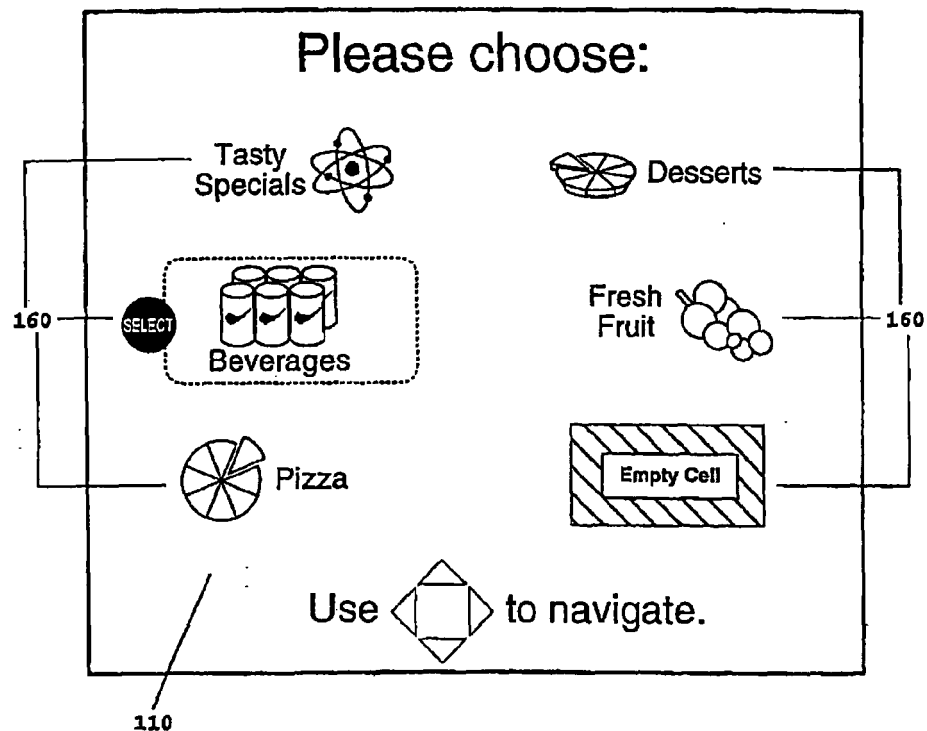 Please choose:
Tasty
Specials
Desserts
160
SELECT
Beverages
Fresh
Fruit
160
Pizza
Empty Cell
Use
to navigate.
110